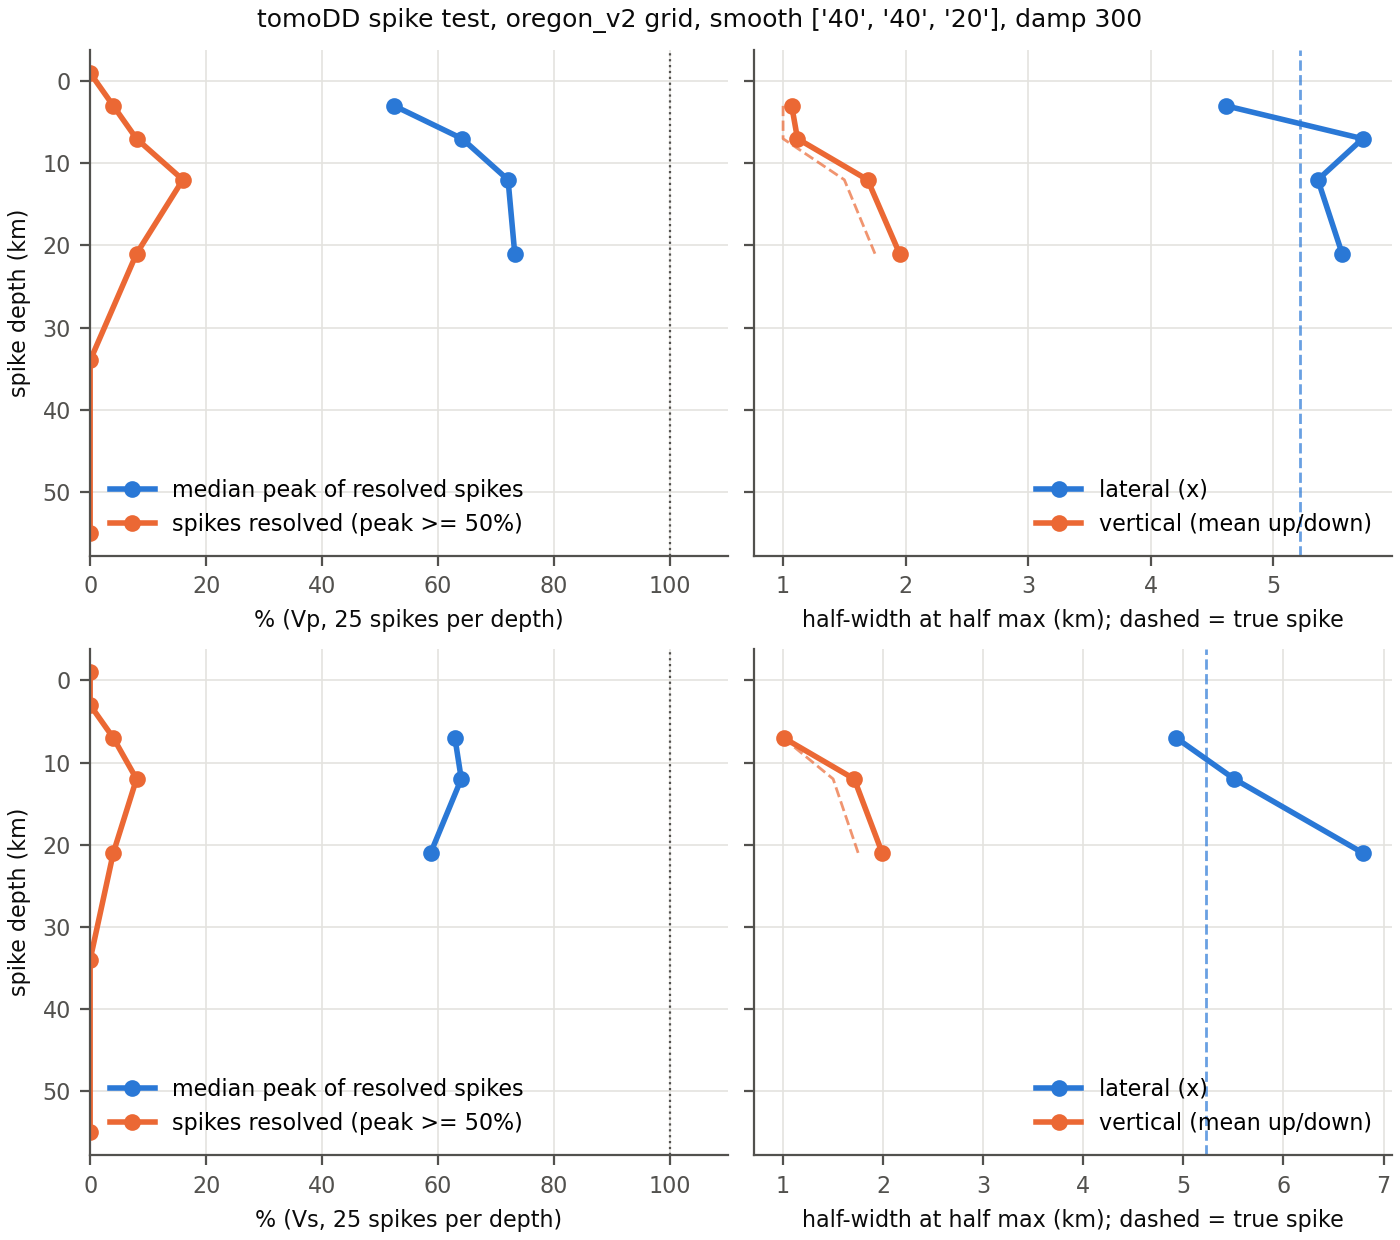 tomoDD spike test, oregon_v2 grid, smooth ['40', '40', '20'], damp 300
0
10
20
30
40
50
spike depth (km)
median peak of resolved spikes
spikes resolved (peak >= 50%)
0 20 40 60 80 100
% (Vp, 25 spikes per depth)
lateral (x)
vertical (mean up/down)
1 2 3 4 5
half-width at half max (km); dashed = true spike
0
10
20
30
40
50
spike depth (km)
median peak of resolved spikes
spikes resolved (peak >= 50%)
0 20 40 60 80 100
% (Vs, 25 spikes per depth)
lateral (x)
vertical (mean up/down)
1 2 3 4 5 6 7
half-width at half max (km); dashed = true spike